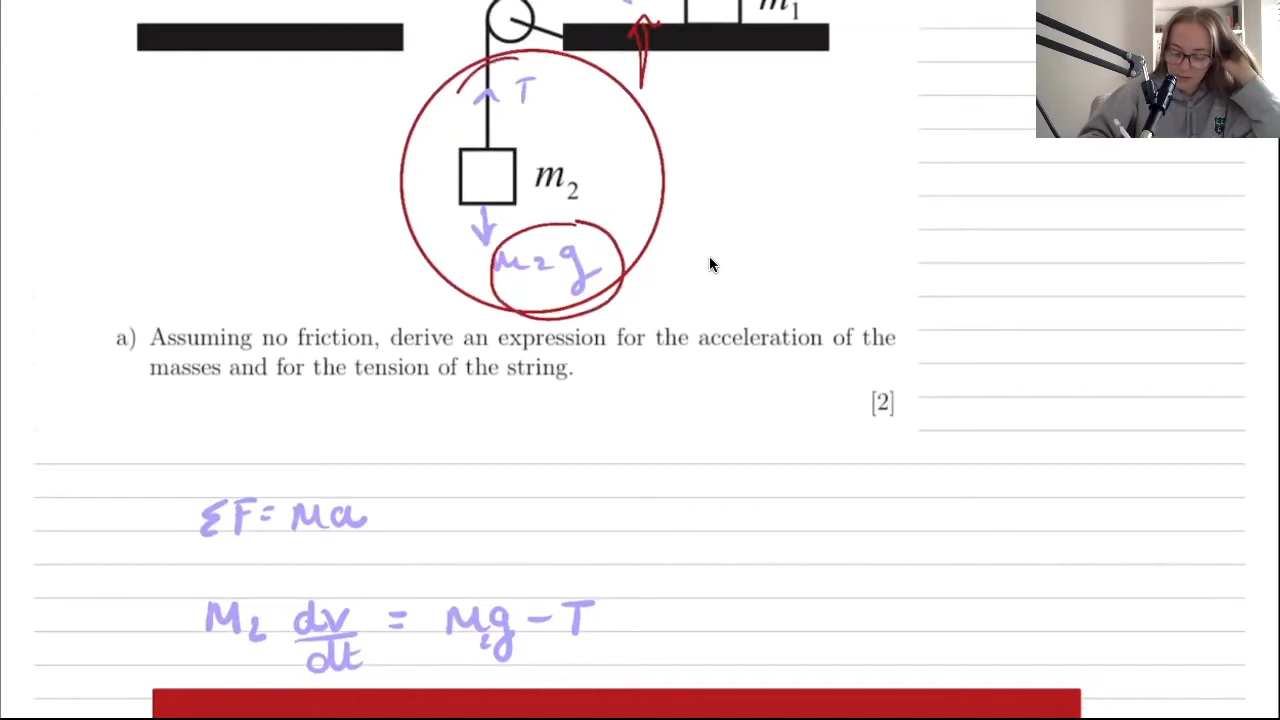 m₁
T
m₂
m₂g
a) Assuming no friction, derive an expression for the acceleration of the
masses and for the tension of the string.
[2]
ΣF = Ma
M₂ dv/dt = M₂g - T